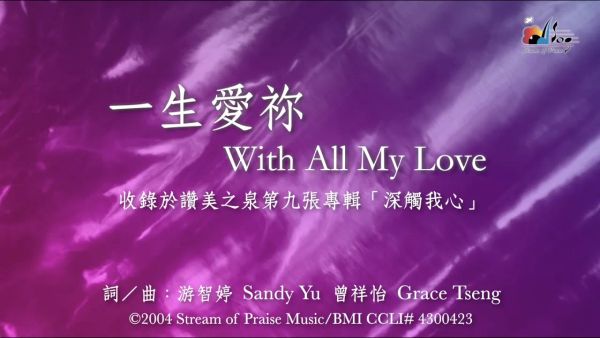 一生愛祢
With All My Love
收錄於讚美之泉第九張專輯「深觸我心」
詞／曲：游智婷 Sandy Yu 曾祥怡 Grace Tseng
©2004 Stream of Praise Music/BMI CCLI# 4300423